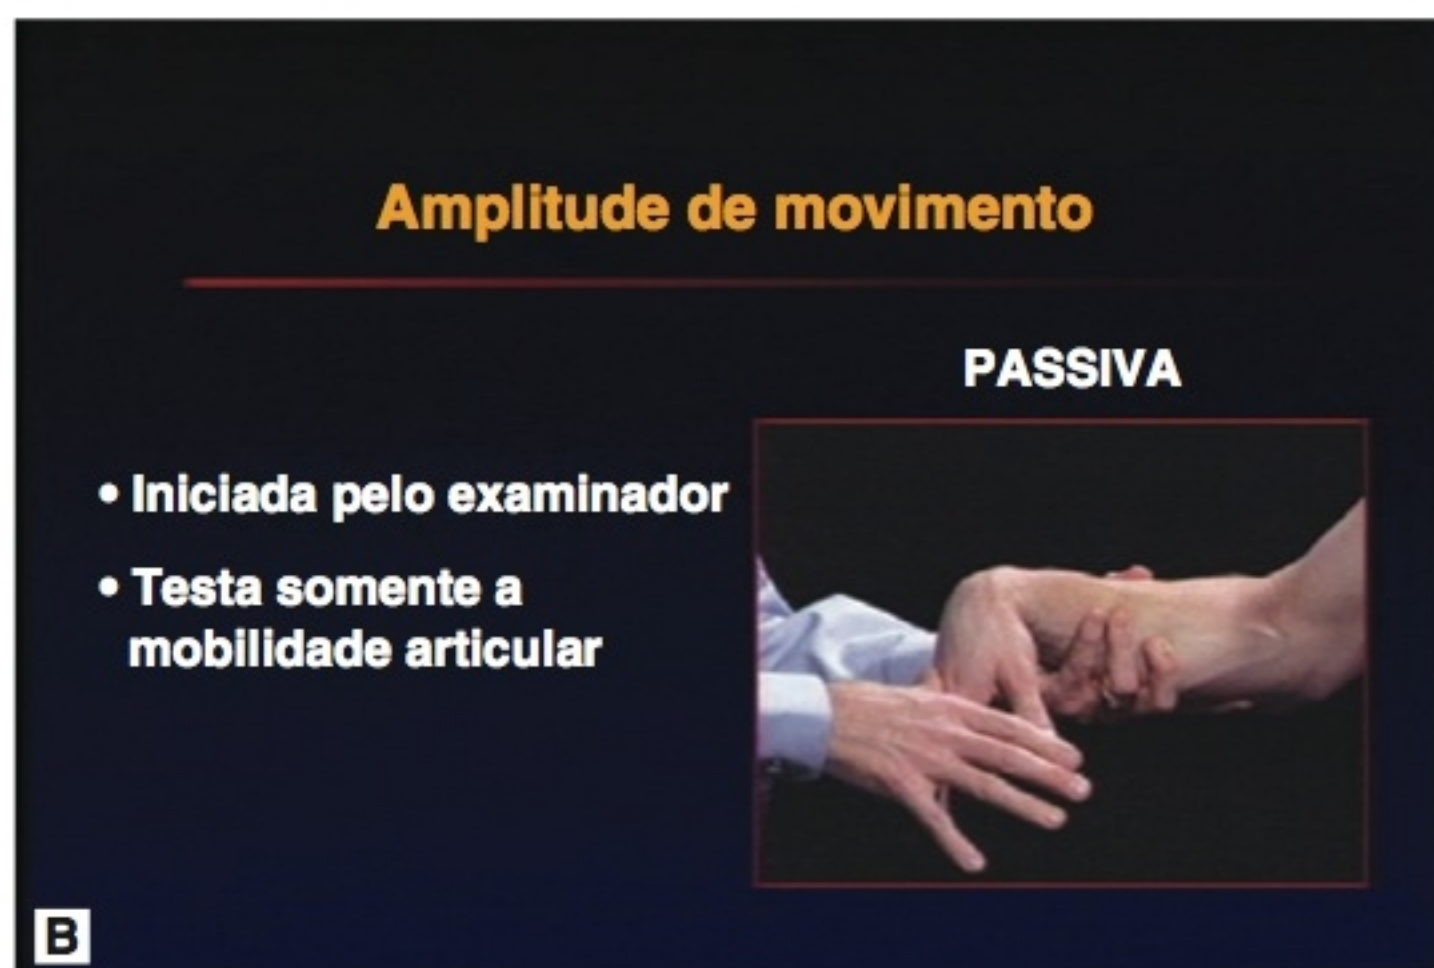 Amplitude de movimento
PASSIVA
• Iniciada pelo examinador
• Testa somente a
mobilidade articular
B